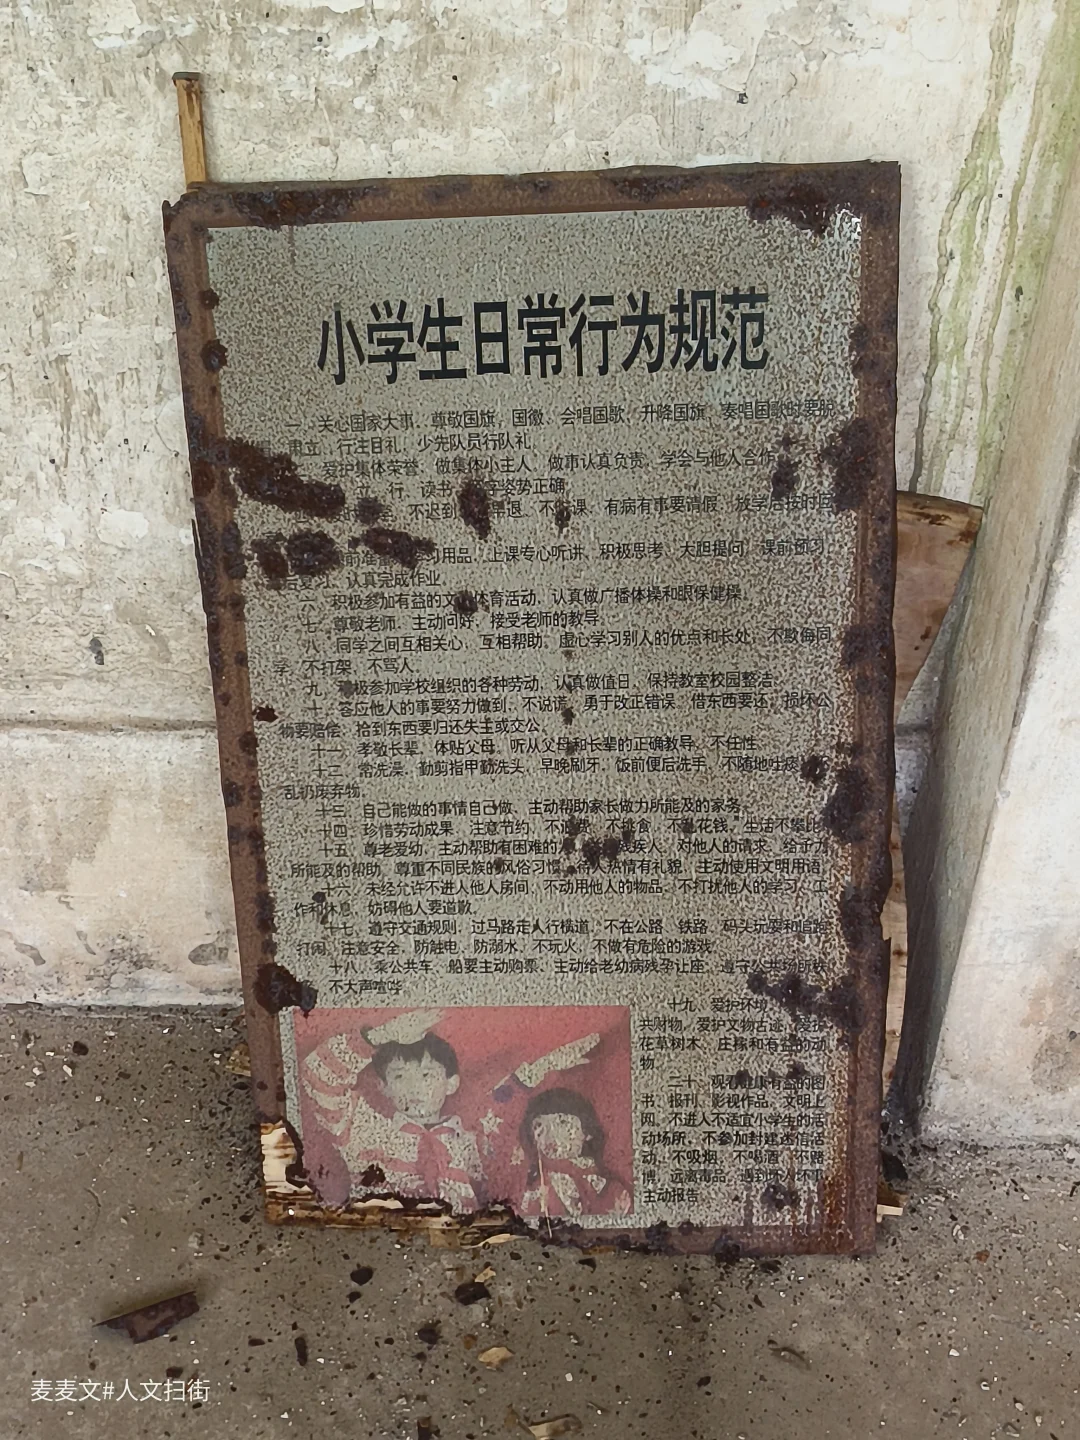 小学生日常行为规范
一、关心国家大事，尊敬国旗、国徽，会唱国歌，升降国旗、奏唱国歌时要脱
肃立、行注目礼，少先队员行队礼。
爱护集体荣誉，做集体小主人，做事认真负责，学会与他人合作。
立、行、读书、字姿势正确。
不迟到 早退、不 课，有病有事要请假，放学后按时回
前准 学习用品，上课专心听讲，积极思考，大胆提问，课前预习，
后复习，认真完成作业。
六、积极参加有益的文 体育活动，认真做广播体操和眼保健操。
七、尊敬老师，主动问好，接受老师的教导。
八、同学之间互相关心，互相帮助，虚心学习别人的优点和长处，不欺侮同
学，不打架，不骂人。
九、积极参加学校组织的各种劳动，认真做值日，保持教室校园整洁。
十、答应他人的事要努力做到，不说谎，勇于改正错误，借东西要还，损坏公
物要赔偿，拾到东西要归还失主或交公。
十一、孝敬长辈，体贴父母，听从父母和长辈的正确教导，不任性。
十二、常洗澡，勤剪指甲勤洗头，早晚刷牙，饭前便后洗手，不随地吐痰，不
乱扔废弃物。
十三、自己能做的事情自己做，主动帮助家长做力所能及的家务。
十四、珍惜劳动成果，注意节约，不浪费，不挑食，不乱花钱，生活不攀比。
十五、尊老爱幼，主动帮助有困难的人 残疾人，对他人的请求，给予力
所能及的帮助，尊重不同民族的风俗习惯，待人热情有礼貌，主动使用文明用语。
十六、未经允许不进入他人房间，不动用他人的物品，不打扰他人的学习、工
作和休息，妨碍他人要道歉。
十七、遵守交通规则，过马路走人行横道，不在公路、铁路、码头玩耍和追跑
打闹，注意安全，防触电、防溺水，不玩火，不做有危险的游戏。
十八、乘公共车、船要主动购票，主动给老幼病残孕让座，遵守公共场所秩
不大声喧哗。
十九、爱护环境
共财物，爱护文物古迹，爱护
花草树木、庄稼和有益的动
物。
二十、观看健康有益的图
书、报刊、影视作品，文明上
网，不进入不适宜小学生的活
动场所，不参加封建迷信活
动，不吸烟、不喝酒、不赌
博，远离毒品，遇到坏人坏事
主动报告。
麦麦文#人文扫街